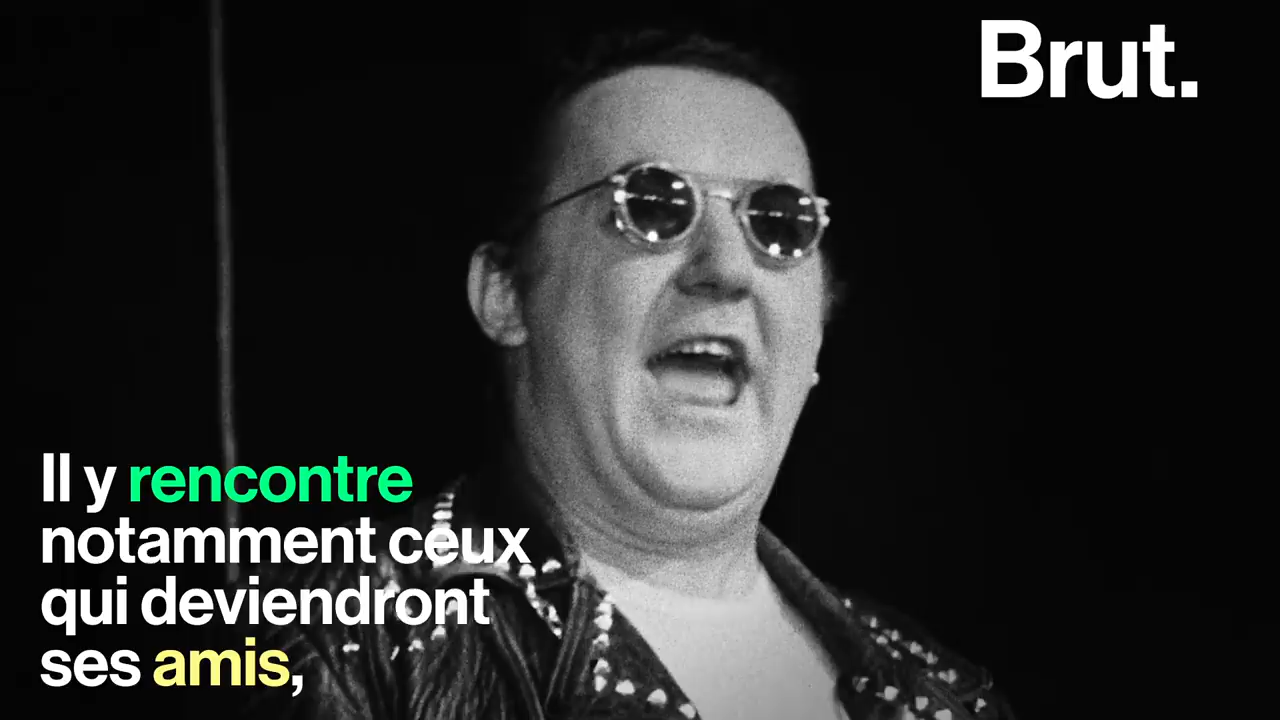 Brut.
Il y rencontre
notamment ceux
qui deviendront
ses amis,